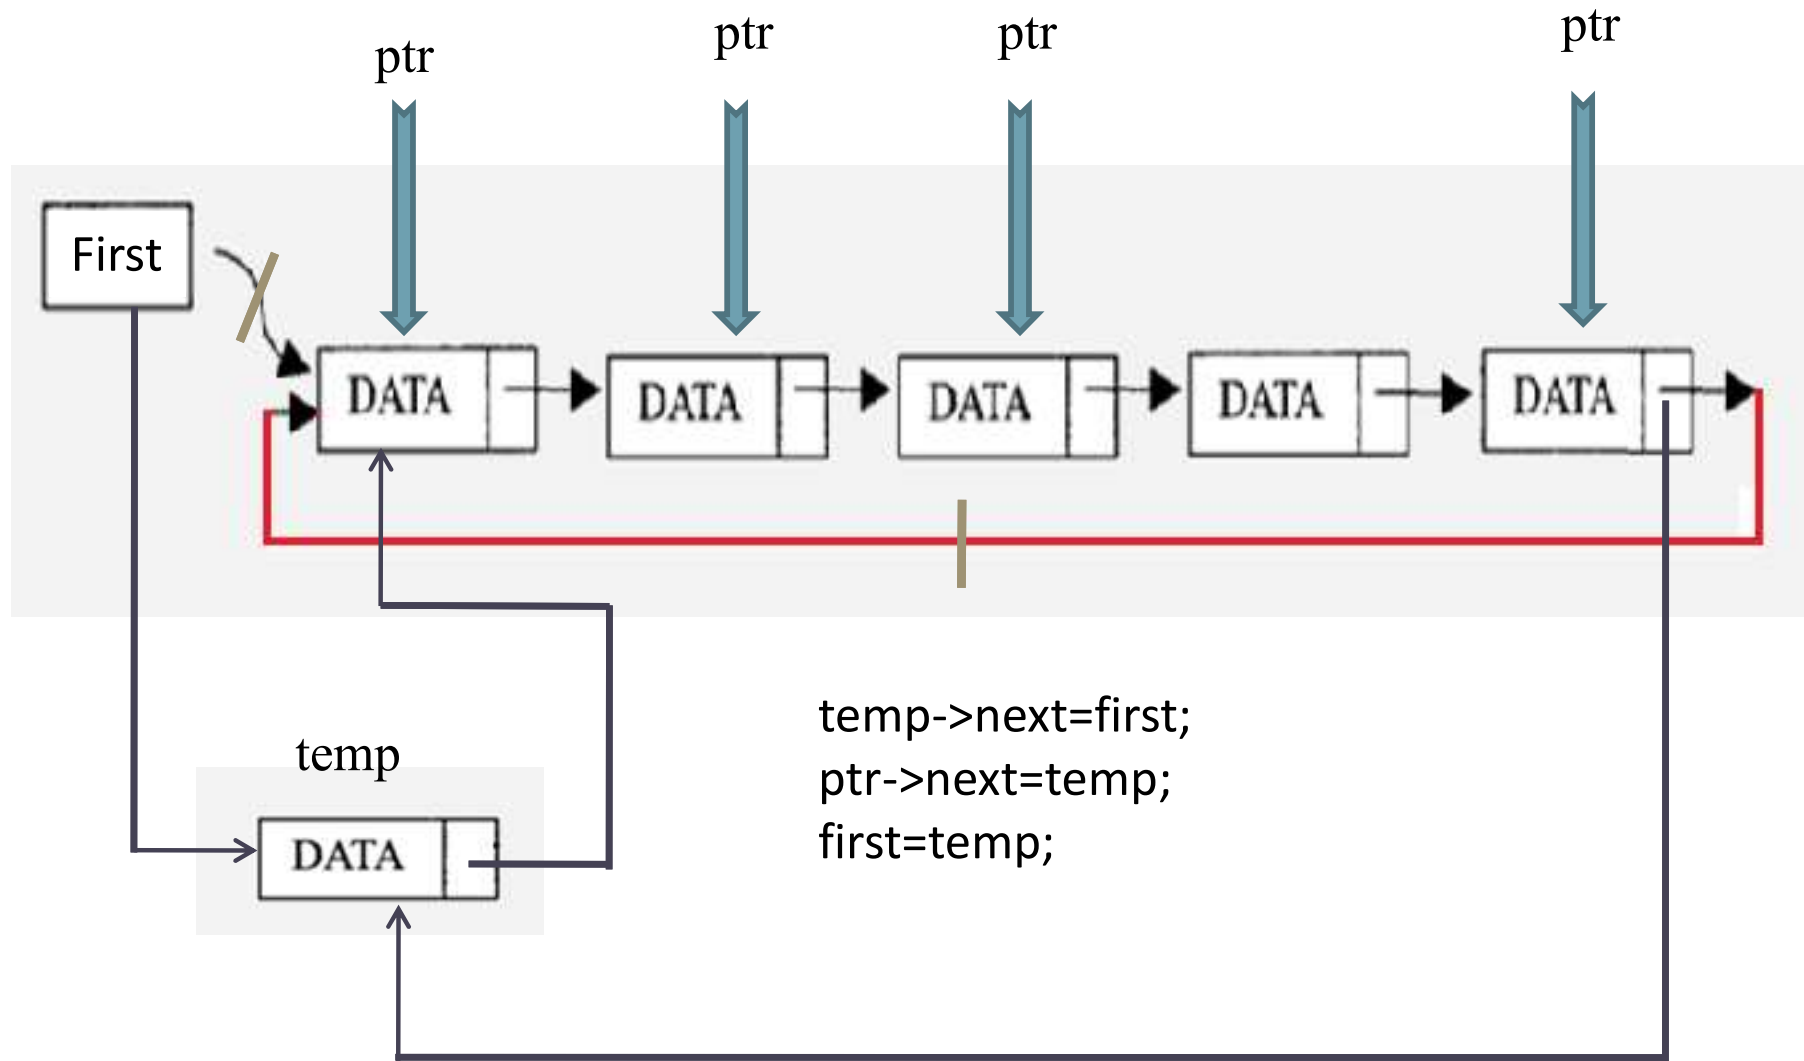 ptr
ptr
ptr
ptr
First
DATA
DATA
DATA
DATA
DATA
temp->next=first;
ptr->next=temp;
first=temp;
temp
DATA